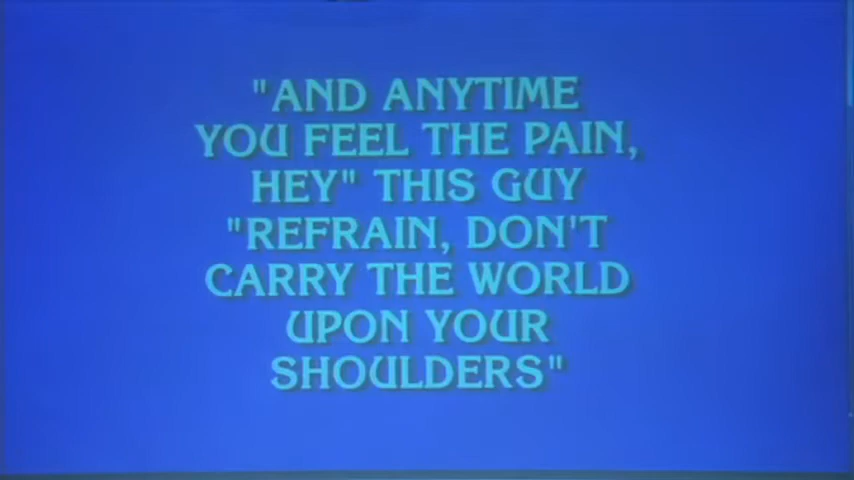 "AND ANYTIME
YOU FEEL THE PAIN,
HEY" THIS GUY
"REFRAIN, DON'T
CARRY THE WORLD
UPON YOUR
SHOULDERS"